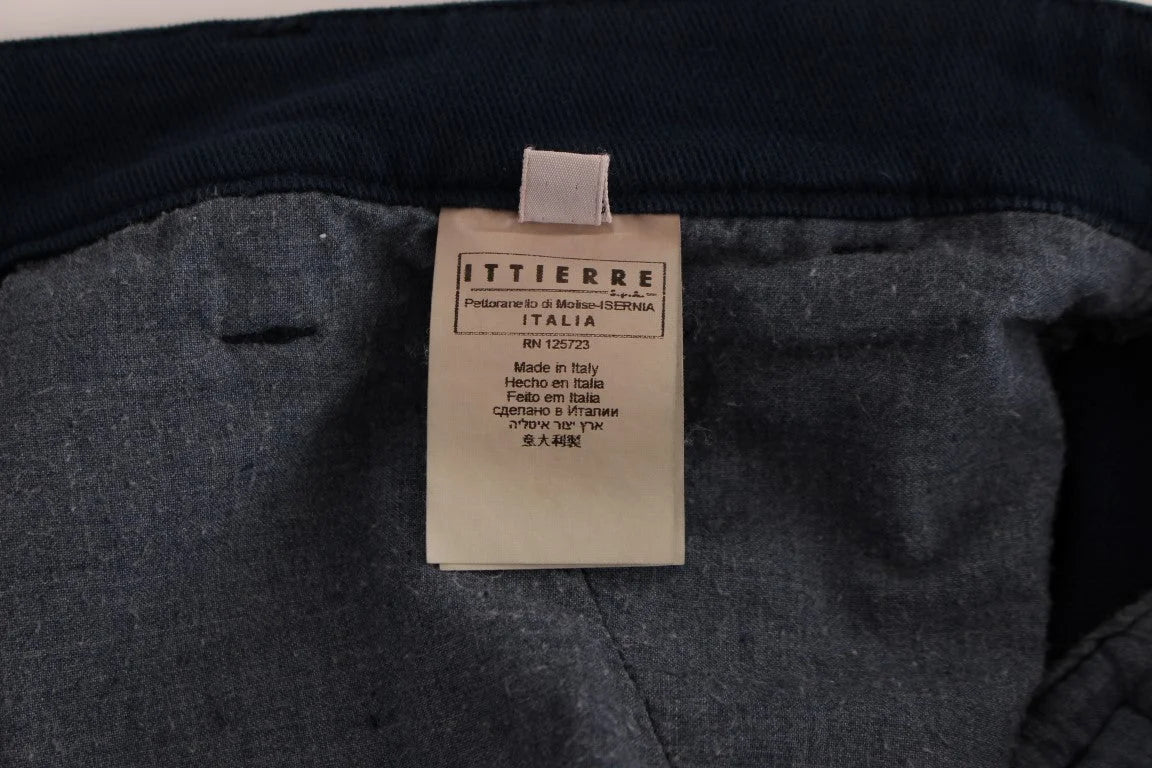 ITTIERRE
S.p.A.
Pettoranello di Molise-ISERNIA
ITALIA
RN 125723
Made in Italy
Hecho en Italia
Feito em Italia
сделано в Италии
ארץ יצור איטליה
意大利製